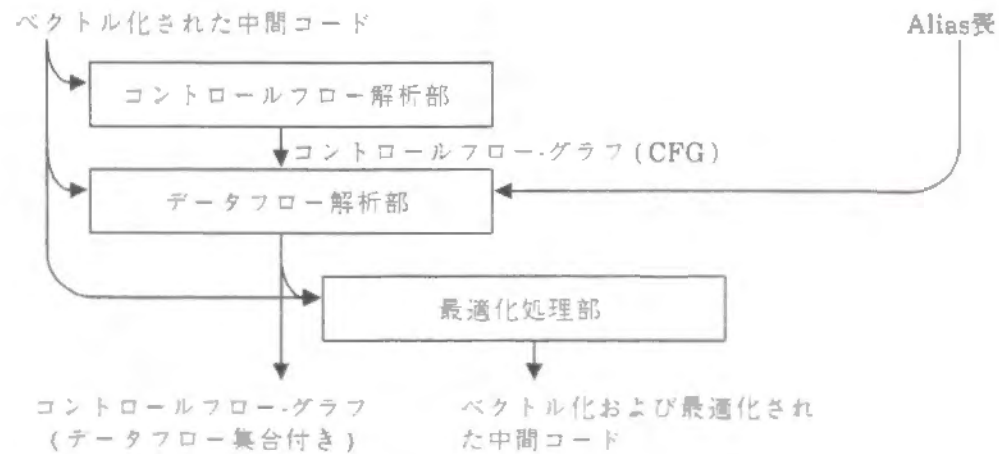 ベクトル化された中間コード
Alias表
コントロールフロー解析部
コントロールフロー・グラフ(CFG)
データフロー解析部
最適化処理部
コントロールフロー・グラフ
(データフロー集合付き)
ベクトル化および最適化され
た中間コード